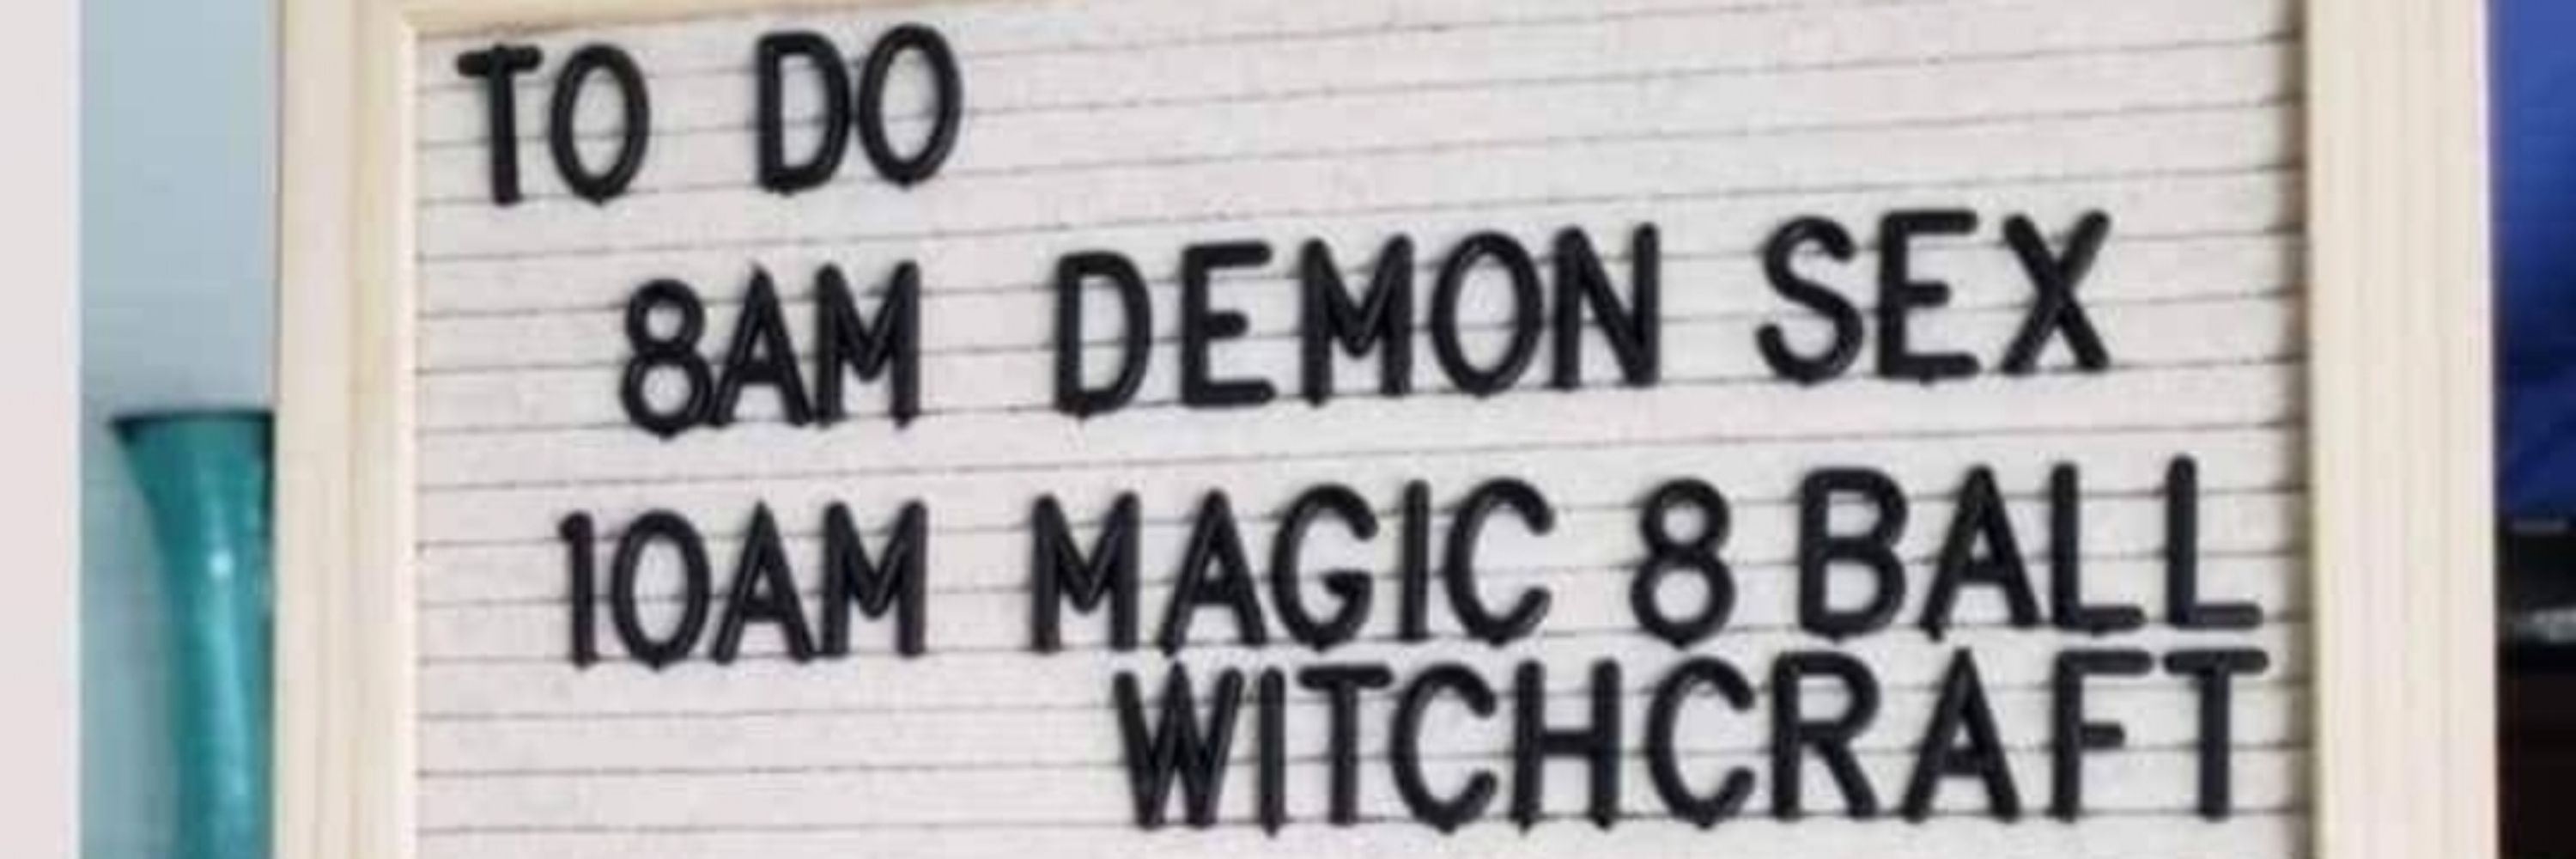 TO DO
8AM DEMON SEX
10AM MAGIC 8 BALL
WITCHCRAFT